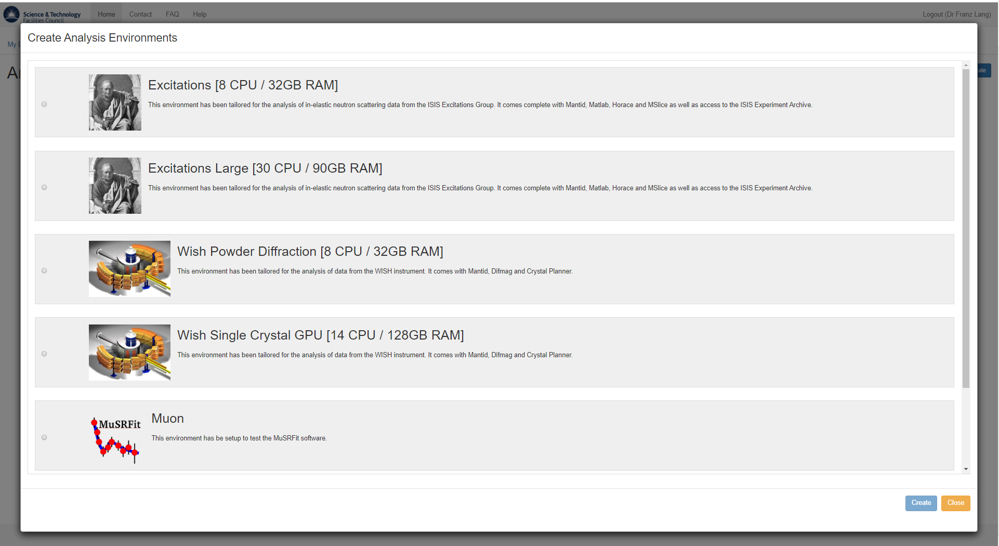 Science & Technology
Facilities Council
Home
Contact
FAQ
Help
Logout (Dr Franz Lang)
My
Create Analysis Environments
Excitations [8 CPU / 32GB RAM]
This environment has been tailored for the analysis of in-elastic neutron scattering data from the ISIS Excitations Group. It comes complete with Mantid, Matlab, Horace and MSlice as well as access to the ISIS Experiment Archive.
Excitations Large [30 CPU / 90GB RAM]
This environment has been tailored for the analysis of in-elastic neutron scattering data from the ISIS Excitations Group. It comes complete with Mantid, Matlab, Horace and MSlice as well as access to the ISIS Experiment Archive.
Wish Powder Diffraction [8 CPU / 32GB RAM]
This environment has been tailored for the analysis of data from the WISH instrument. It comes with Mantid, Difmag and Crystal Planner.
Wish Single Crystal GPU [14 CPU / 128GB RAM]
This environment has been tailored for the analysis of data from the WISH instrument. It comes with Mantid, Difmag and Crystal Planner.
MuSRFit
Muon
This environment has be setup to test the MuSRFit software.
Create
Close